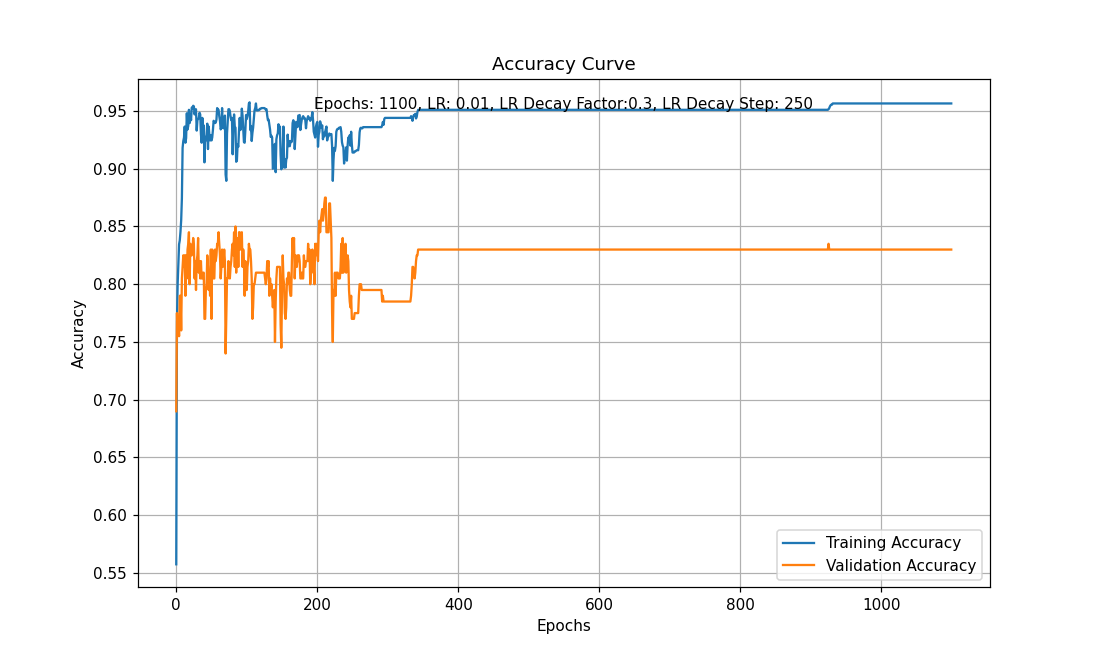 Accuracy Curve
Epochs: 1100, LR: 0.01, LR Decay Factor:0.3, LR Decay Step: 250
0.95
0.90
0.85
0.80
0.75
0.70
0.65
0.60
0.55
Accuracy
Training Accuracy
Validation Accuracy
0 200 400 600 800 1000
Epochs